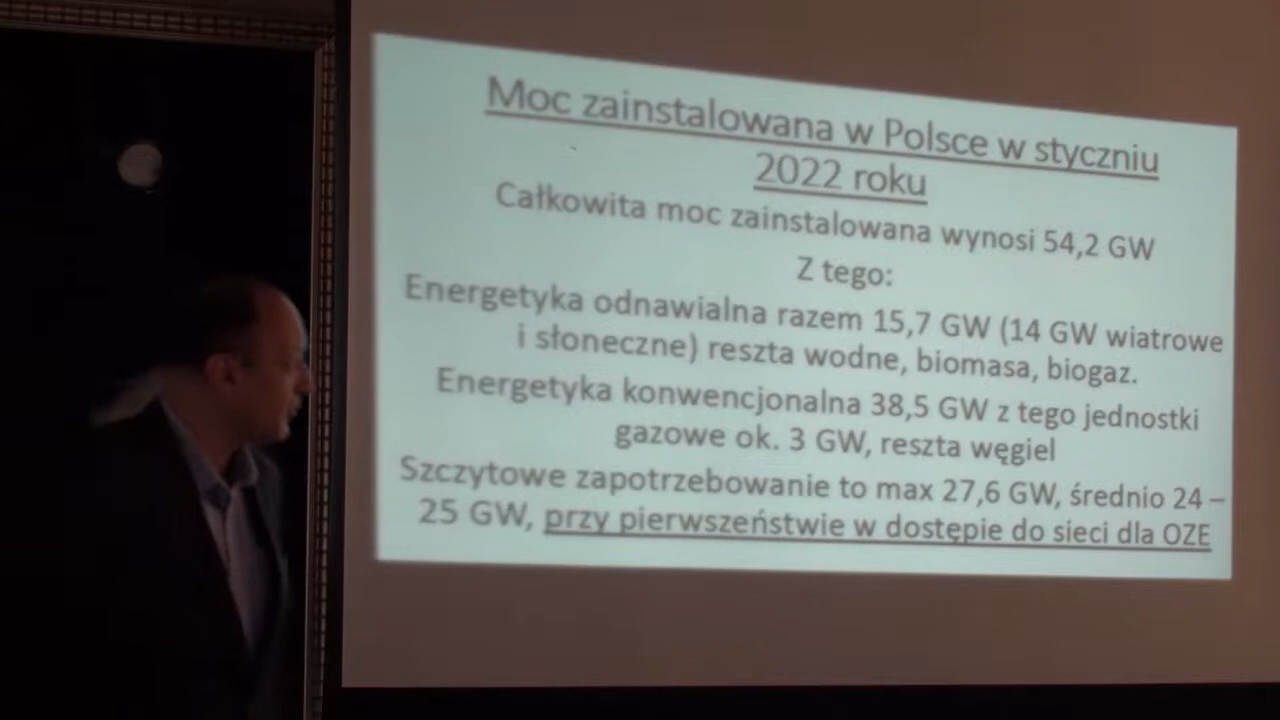 Moc zainstalowana w Polsce w styczniu
2022 roku
Całkowita moc zainstalowana wynosi 54,2 GW
Z tego:
Energetyka odnawialna razem 15,7 GW (14 GW wiatrowe
i słoneczne) reszta wodne, biomasa, biogaz.
Energetyka konwencjonalna 38,5 GW z tego jednostki
gazowe ok. 3 GW, reszta węgiel
Szczytowe zapotrzebowanie to max 27,6 GW, średnio 24 –
25 GW, przy pierwszeństwie w dostępie do sieci dla OZE